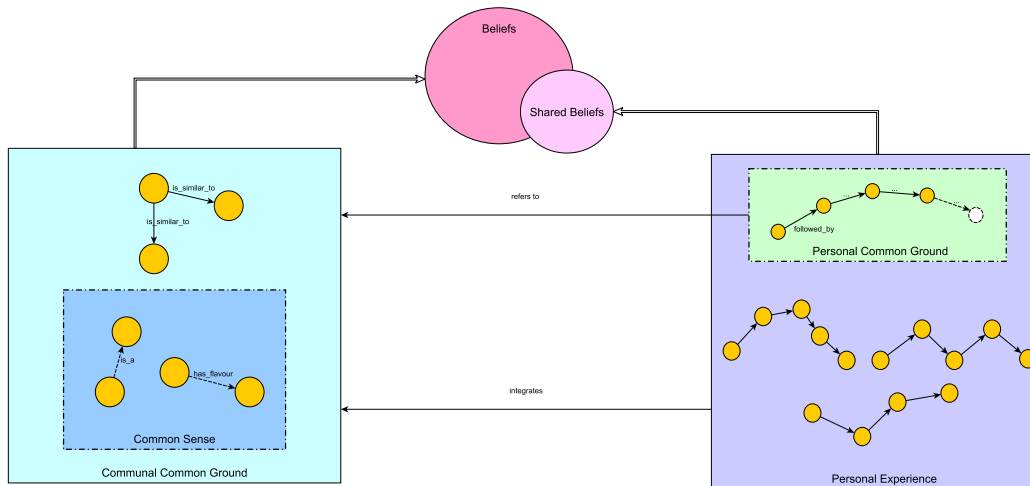 Beliefs
Shared Beliefs
is_similar_to
is_similar_to
refers to
...
...
...
followed_by
Personal Common Ground
is_a
has_flavour
integrates
Common Sense
Communal Common Ground
Personal Experience